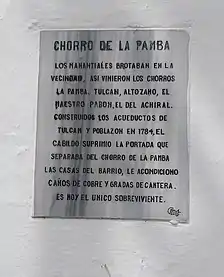 CHORRO DE LA PAMBA
LOS MANANTIALES BROTABAN EN LA
VECINDAD, ASI VINIERON LOS CHORROS
LA PAMBA, TULCAN, ALTOZANO, EL
MAESTRO PABON, EL DEL ACHIRAL.
CONSTRUIDOS LOS ACUEDUCTOS DE
TULCAN Y POBLAZON EN 1784, EL
CABILDO SUPRIMIO LA PORTADA QUE
SEPARABA DEL CHORRO DE LA PAMBA
LAS CASAS DEL BARRIO, LE ACONDICIONO
CAÑOS DE COBRE Y GRADAS DE CANTERA.
ES HOY EL UNICO SOBREVIVIENTE.